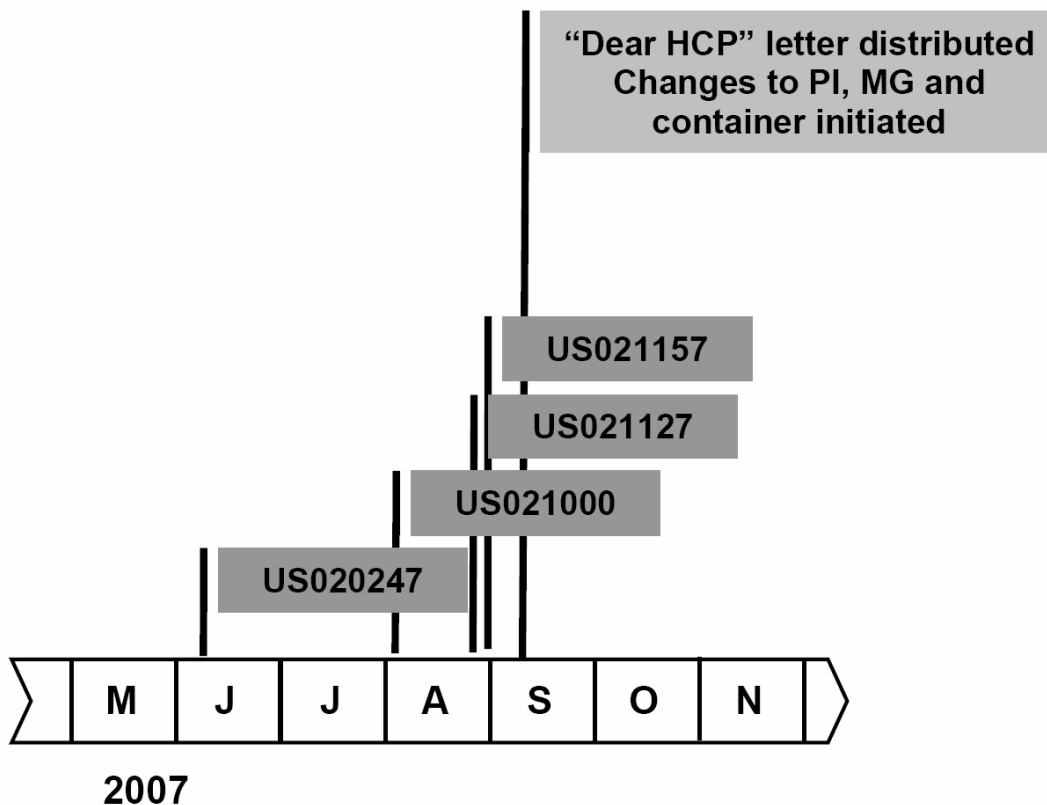 “Dear HCP” letter distributed
Changes to PI, MG and
container initiated
US021157
US021127
US021000
US020247
M J J A S O N
2007